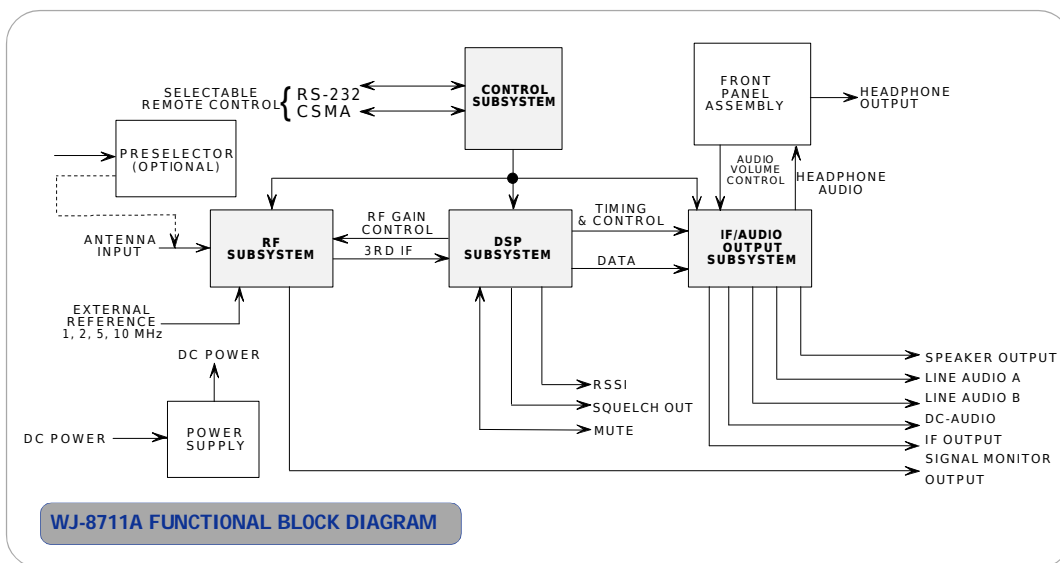 CONTROL
SUBSYSTEM
SELECTABLE
REMOTE CONTROL
{ RS-232
CSMA
FRONT
PANEL
ASSEMBLY
HEADPHONE
OUTPUT
PRESELECTOR
(OPTIONAL)
AUDIO
VOLUME
CONTROL
HEADPHONE
AUDIO
ANTENNA
INPUT
RF
SUBSYSTEM
RF GAIN
CONTROL
3RD IF
DSP
SUBSYSTEM
TIMING
& CONTROL
DATA
IF/AUDIO
OUTPUT
SUBSYSTEM
EXTERNAL
REFERENCE
1, 2, 5, 10 MHz
DC POWER
DC POWER
POWER
SUPPLY
RSSI
SQUELCH OUT
MUTE
SPEAKER OUTPUT
LINE AUDIO A
LINE AUDIO B
DC-AUDIO
IF OUTPUT
SIGNAL MONITOR
OUTPUT
WJ-8711A FUNCTIONAL BLOCK DIAGRAM